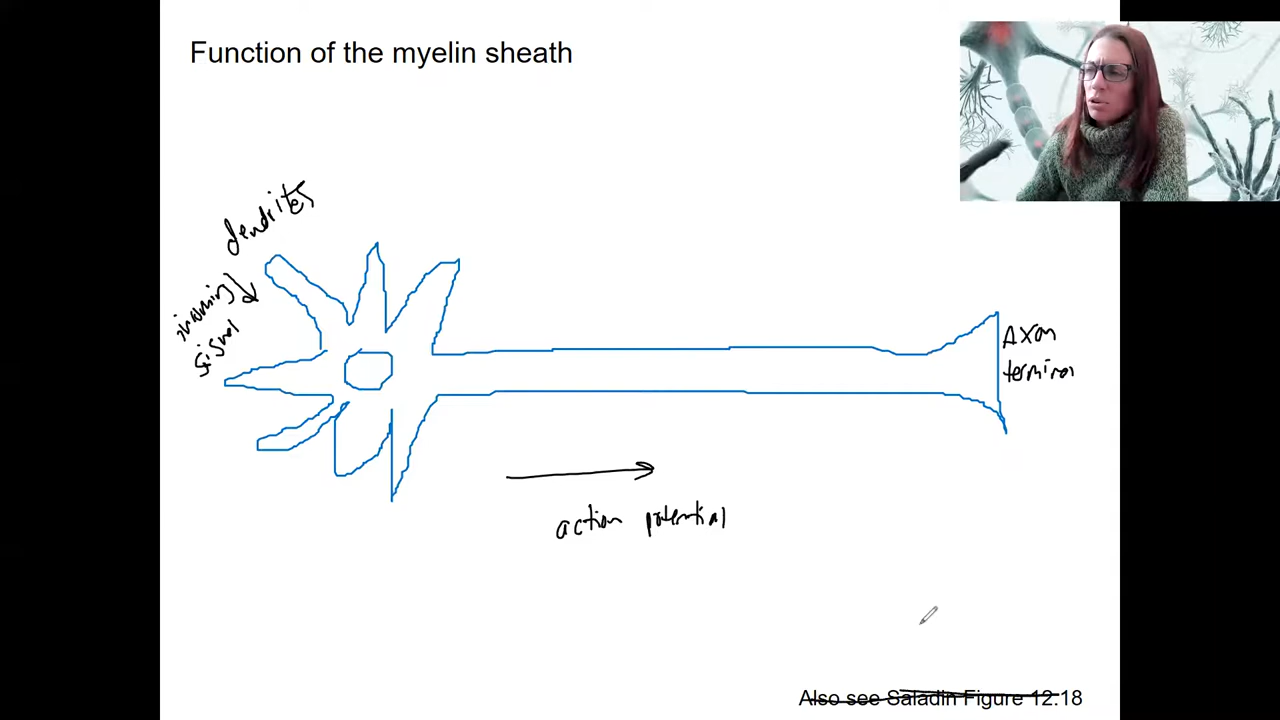 Function of the myelin sheath
dendrites
incoming
signal
Axon
terminal
action potential
Also see Saladin Figure 12.18